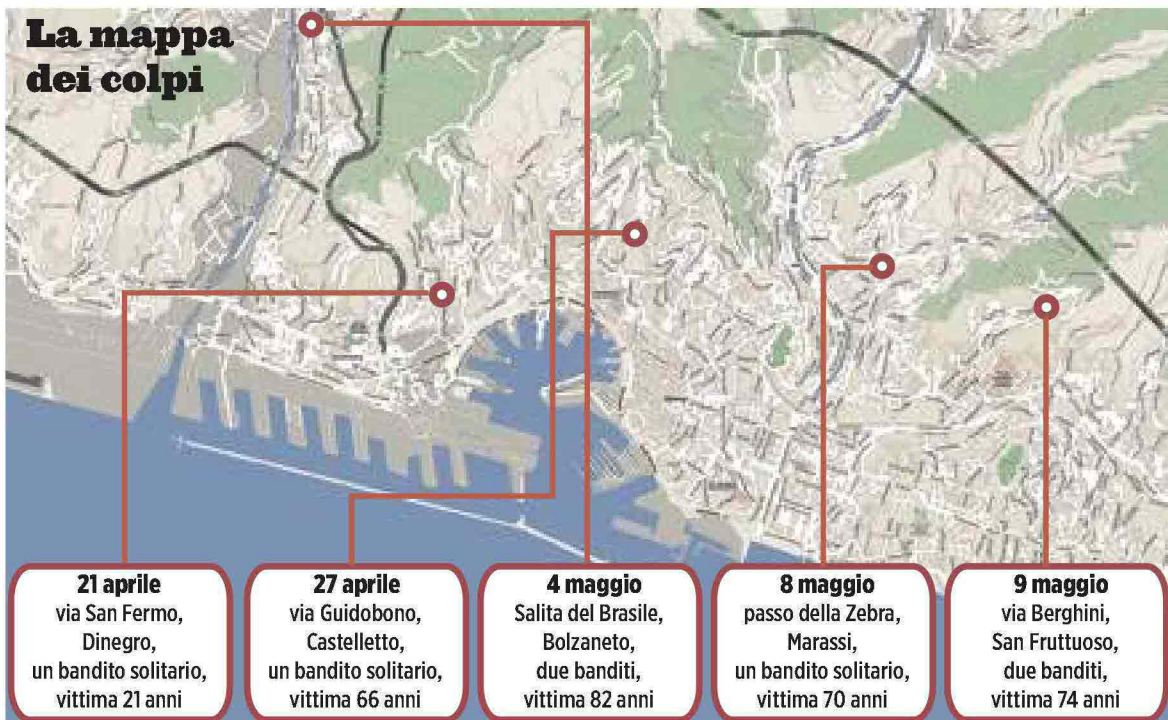 La mappa
dei colpi
21 aprile
via San Fermo,
Dinegro,
un bandito solitario,
vittima 21 anni
27 aprile
via Guidobono,
Castelletto,
un bandito solitario,
vittima 66 anni
4 maggio
Salita del Brasile,
Bolzaneto,
due banditi,
vittima 82 anni
8 maggio
passo della Zebra,
Marassi,
un bandito solitario,
vittima 70 anni
9 maggio
via Berghini,
San Fruttuoso,
due banditi,
vittima 74 anni